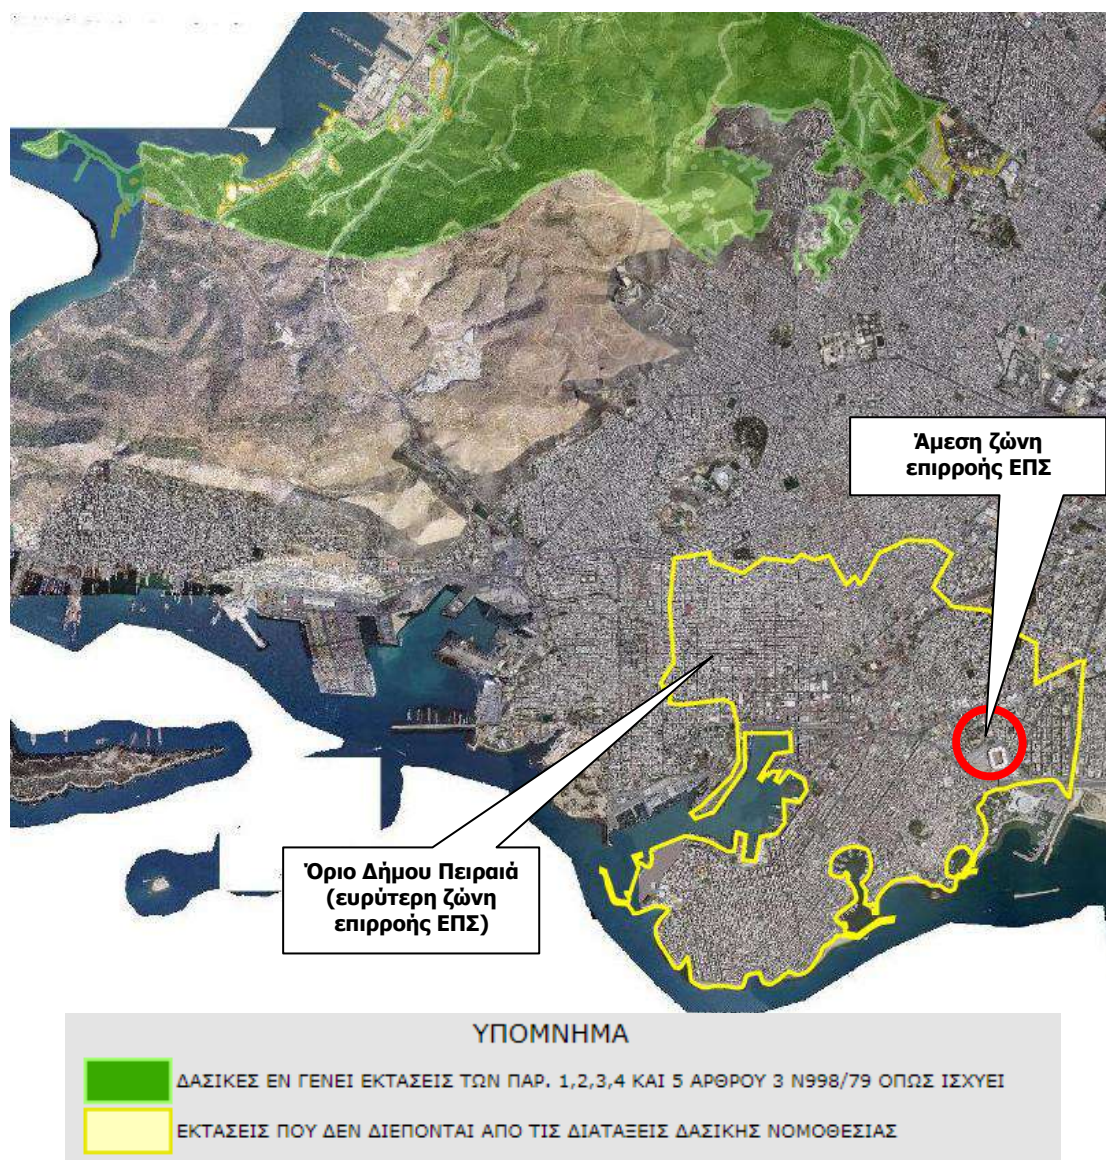 Άμεση ζώνη
επιρροής ΕΠΣ
Όριο Δήμου Πειραιά
(ευρύτερη ζώνη
επιρροής ΕΠΣ)
ΥΠΟΜΝΗΜΑ
ΔΑΣΙΚΕΣ ΕΝ ΓΕΝΕΙ ΕΚΤΑΣΕΙΣ ΤΩΝ ΠΑΡ. 1,2,3,4 ΚΑΙ 5 ΑΡΘΡΟΥ 3 Ν998/79 ΟΠΩΣ ΙΣΧΥΕΙ
ΕΚΤΑΣΕΙΣ ΠΟΥ ΔΕΝ ΔΙΕΠΟΝΤΑΙ ΑΠΟ ΤΙΣ ΔΙΑΤΑΞΕΙΣ ΔΑΣΙΚΗΣ ΝΟΜΟΘΕΣΙΑΣ